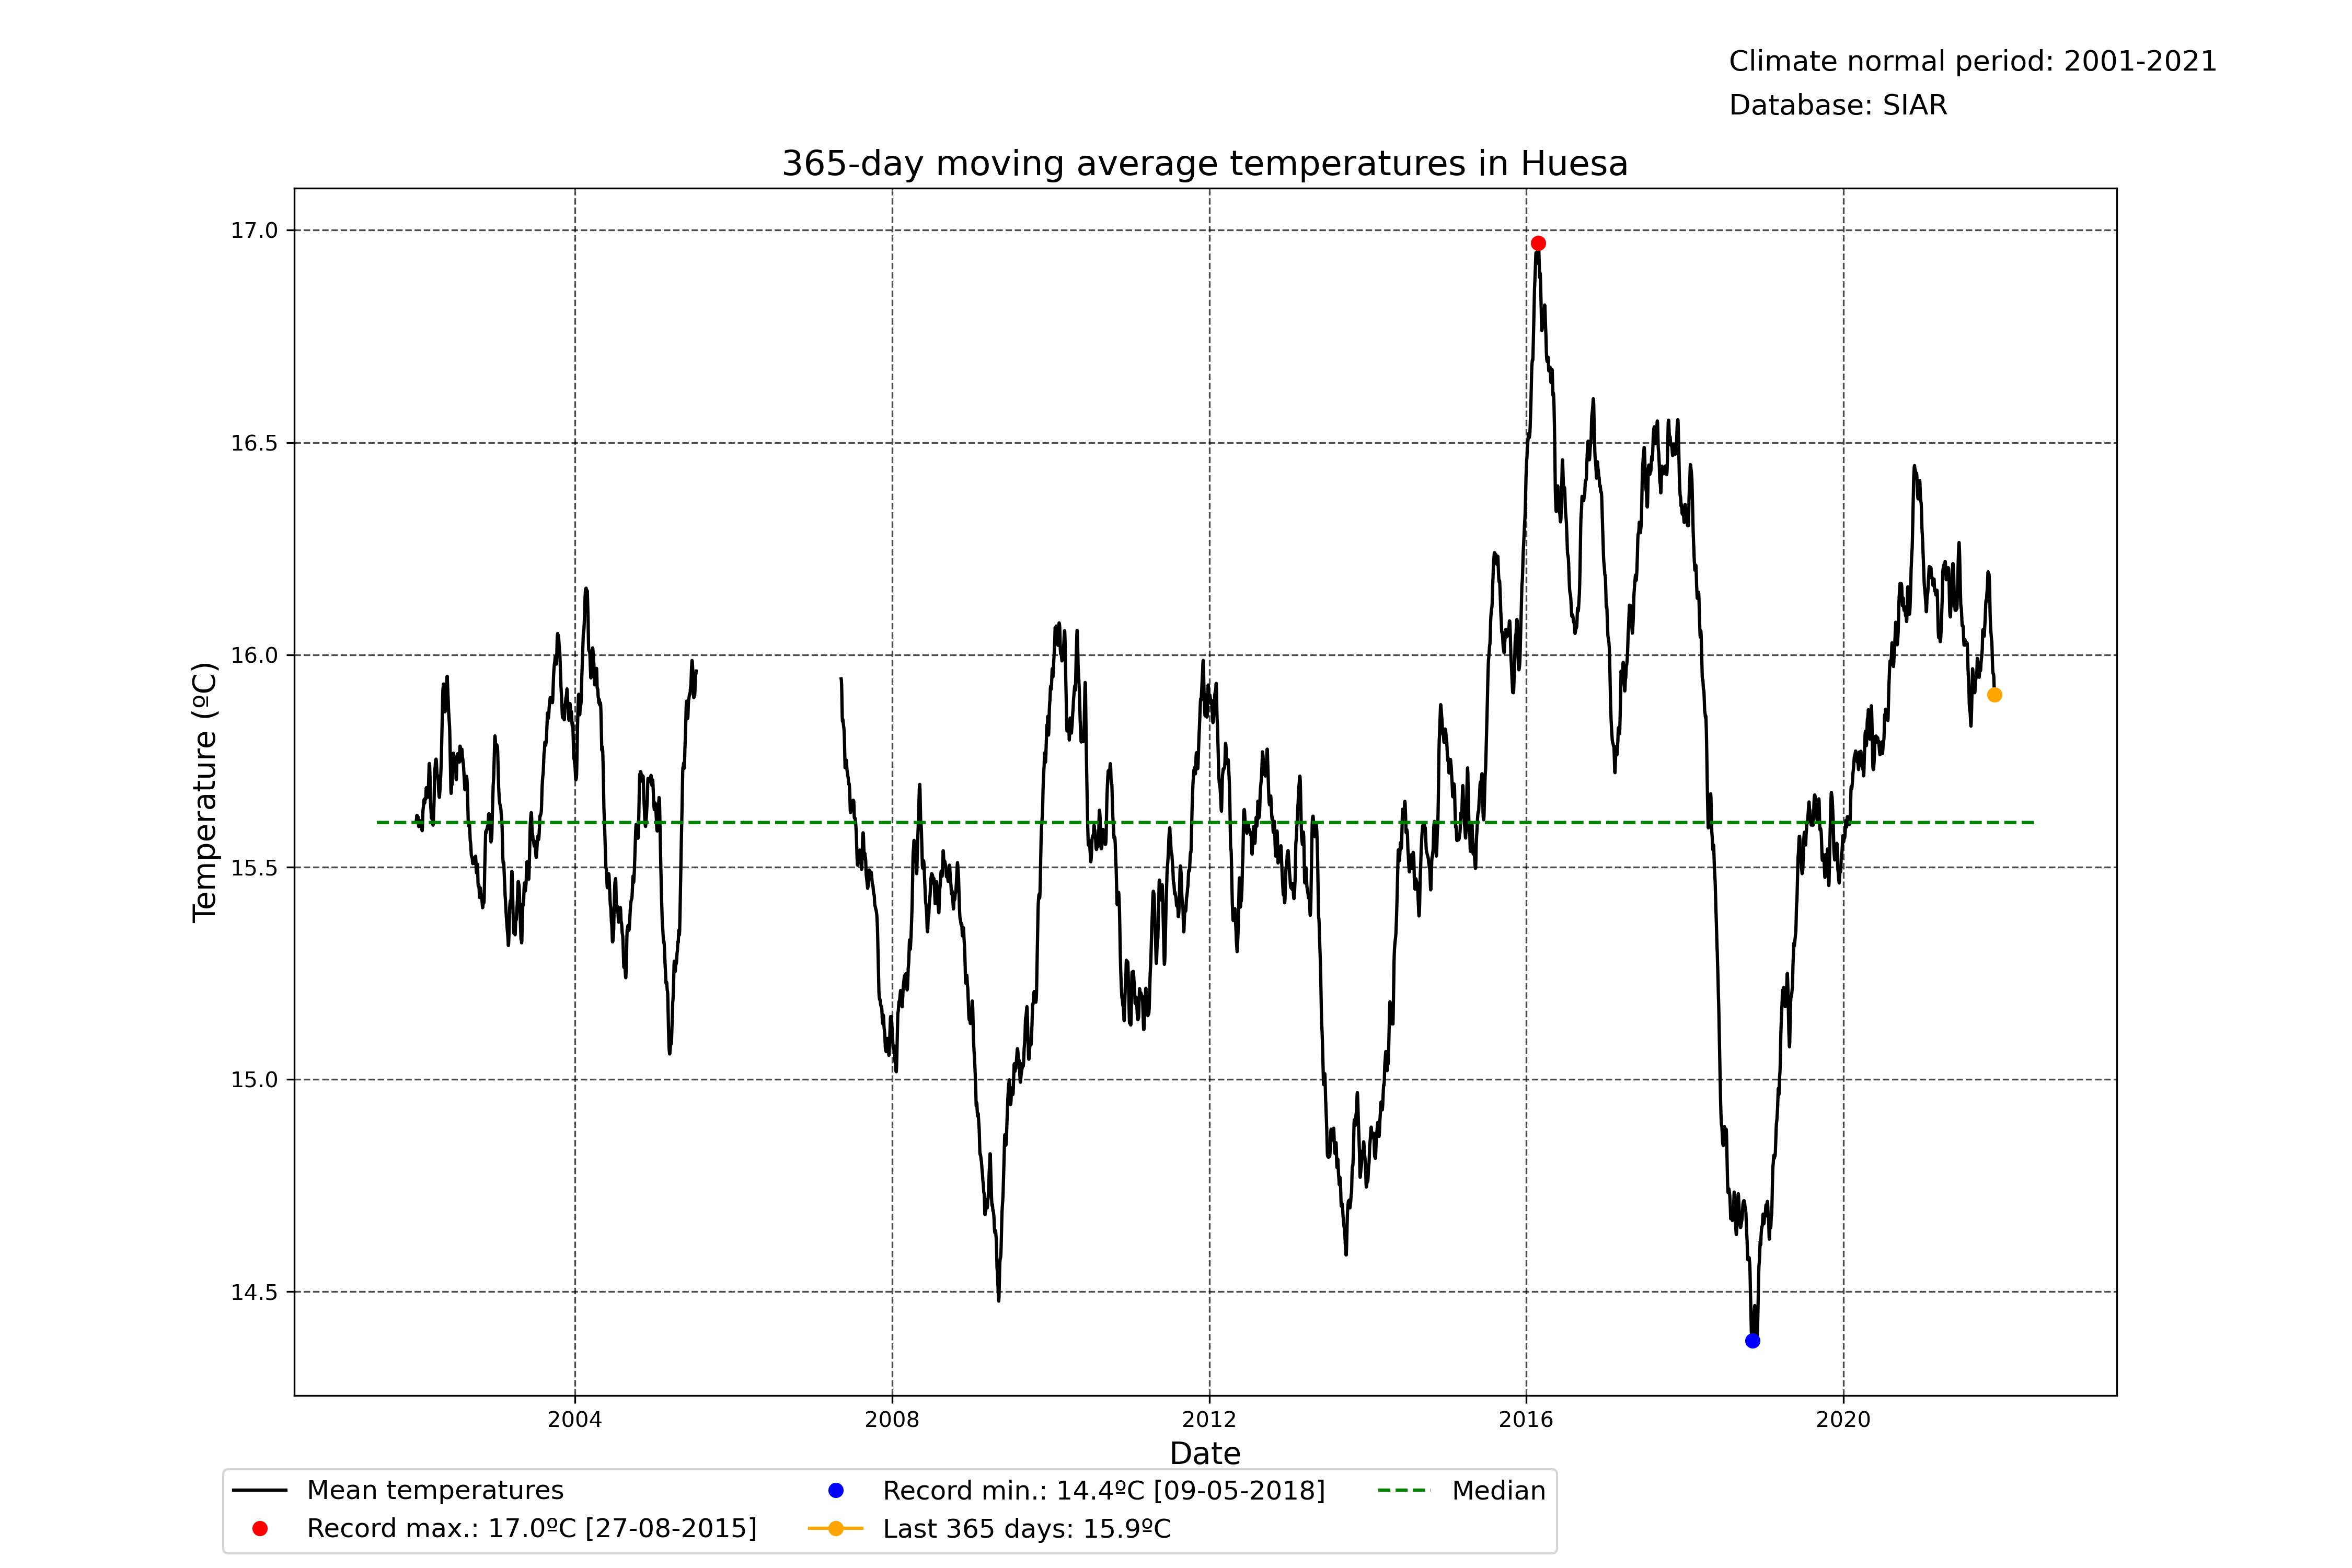 Climate normal period: 2001-2021
Database: SIAR
365-day moving average temperatures in Huesa
17.0
16.5
16.0
15.5
15.0
14.5
Temperature (ºC)
2004 2008 2012 2016 2020
Date
Mean temperatures
Record max.: 17.0ºC [27-08-2015]
Record min.: 14.4ºC [09-05-2018]
Last 365 days: 15.9ºC
Median